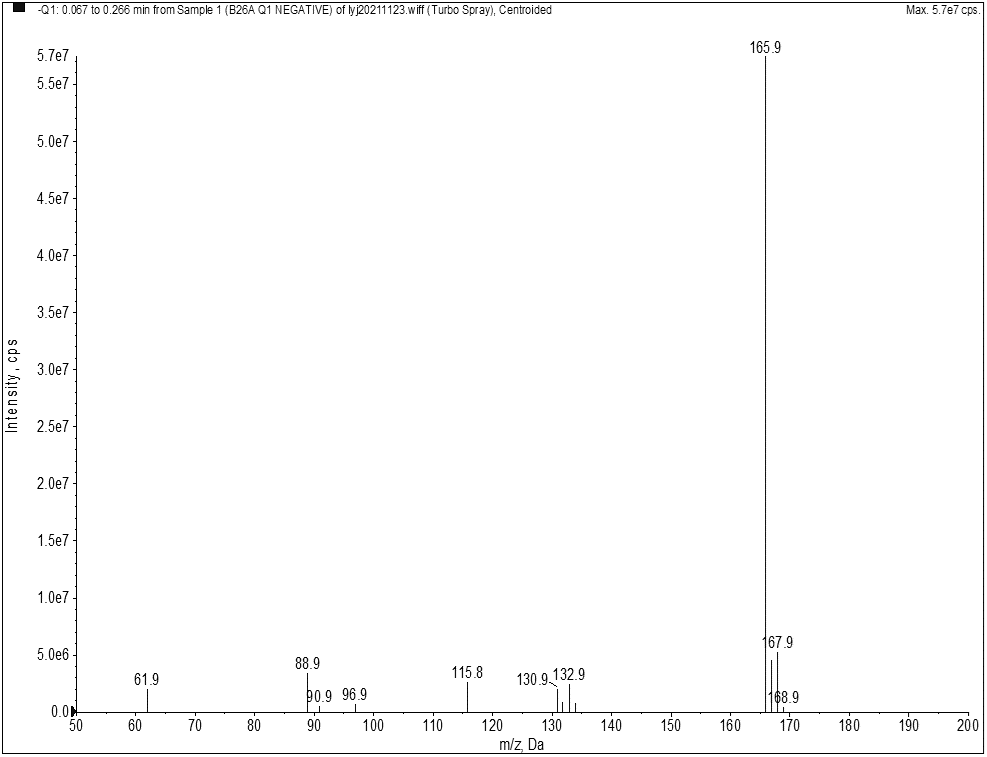 -Q1: 0.067 to 0.266 min from Sample 1 (B26A Q1 NEGATIVE) of lyj20211123.wiff (Turbo Spray), Centroided Max. 5.7e7 cps.
165.9
5.7e7
5.5e7
5.0e7
4.5e7
4.0e7
3.5e7
3.0e7
2.5e7
2.0e7
1.5e7
1.0e7
5.0e6
0.0
Intensity, cps
61.9
88.9
90.9
96.9
115.8
130.9
132.9
167.9
168.9
50 60 70 80 90 100 110 120 130 140 150 160 170 180 190 200
m/z, Da